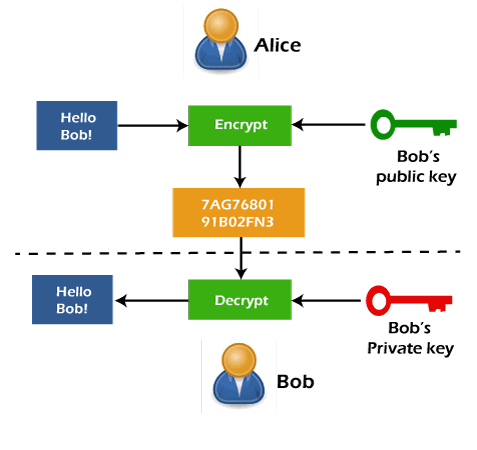 Alice
Hello
Bob!
Encrypt
Bob's
public key
7AG76801
91B02FN3
Hello
Bob!
Decrypt
Bob's
Private key
Bob